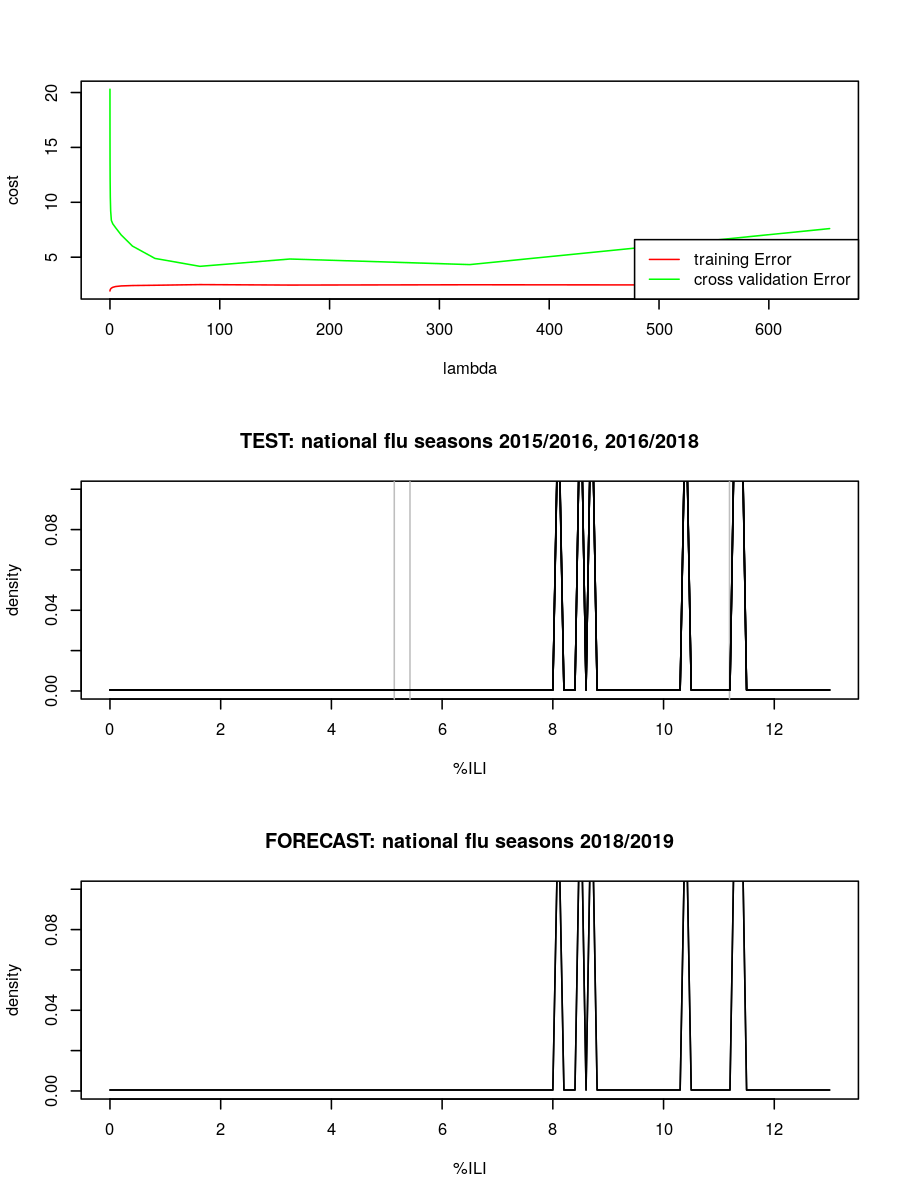 20
15
10
5
cost
training Error
cross validation Error
0 100 200 300 400 500 600
lambda
TEST: national flu seasons 2015/2016, 2016/2018
0.08
0.04
0.00
density
0 2 4 6 8 10 12
%ILI
FORECAST: national flu seasons 2018/2019
0.08
0.04
0.00
density
0 2 4 6 8 10 12
%ILI